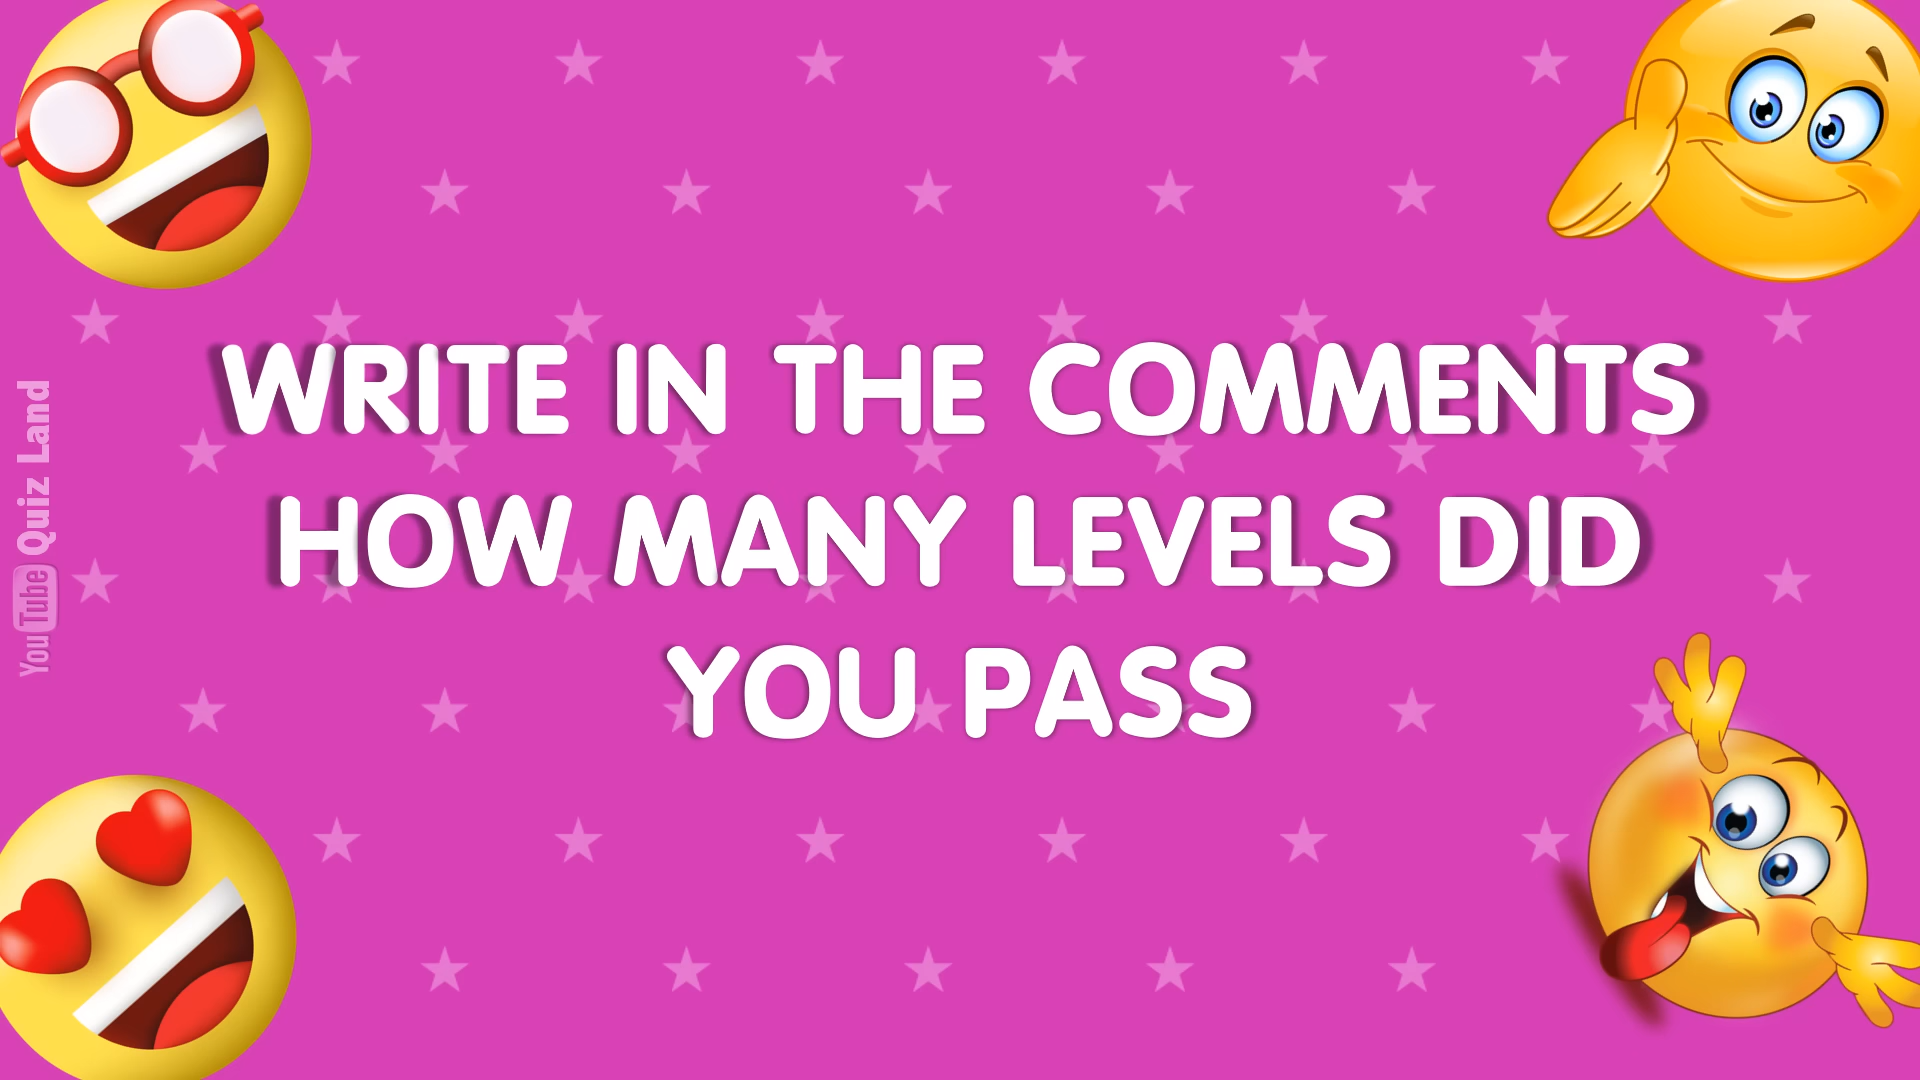 WRITE IN THE COMMENTS
HOW MANY LEVELS DID
YOU PASS
YouTube Quiz Land